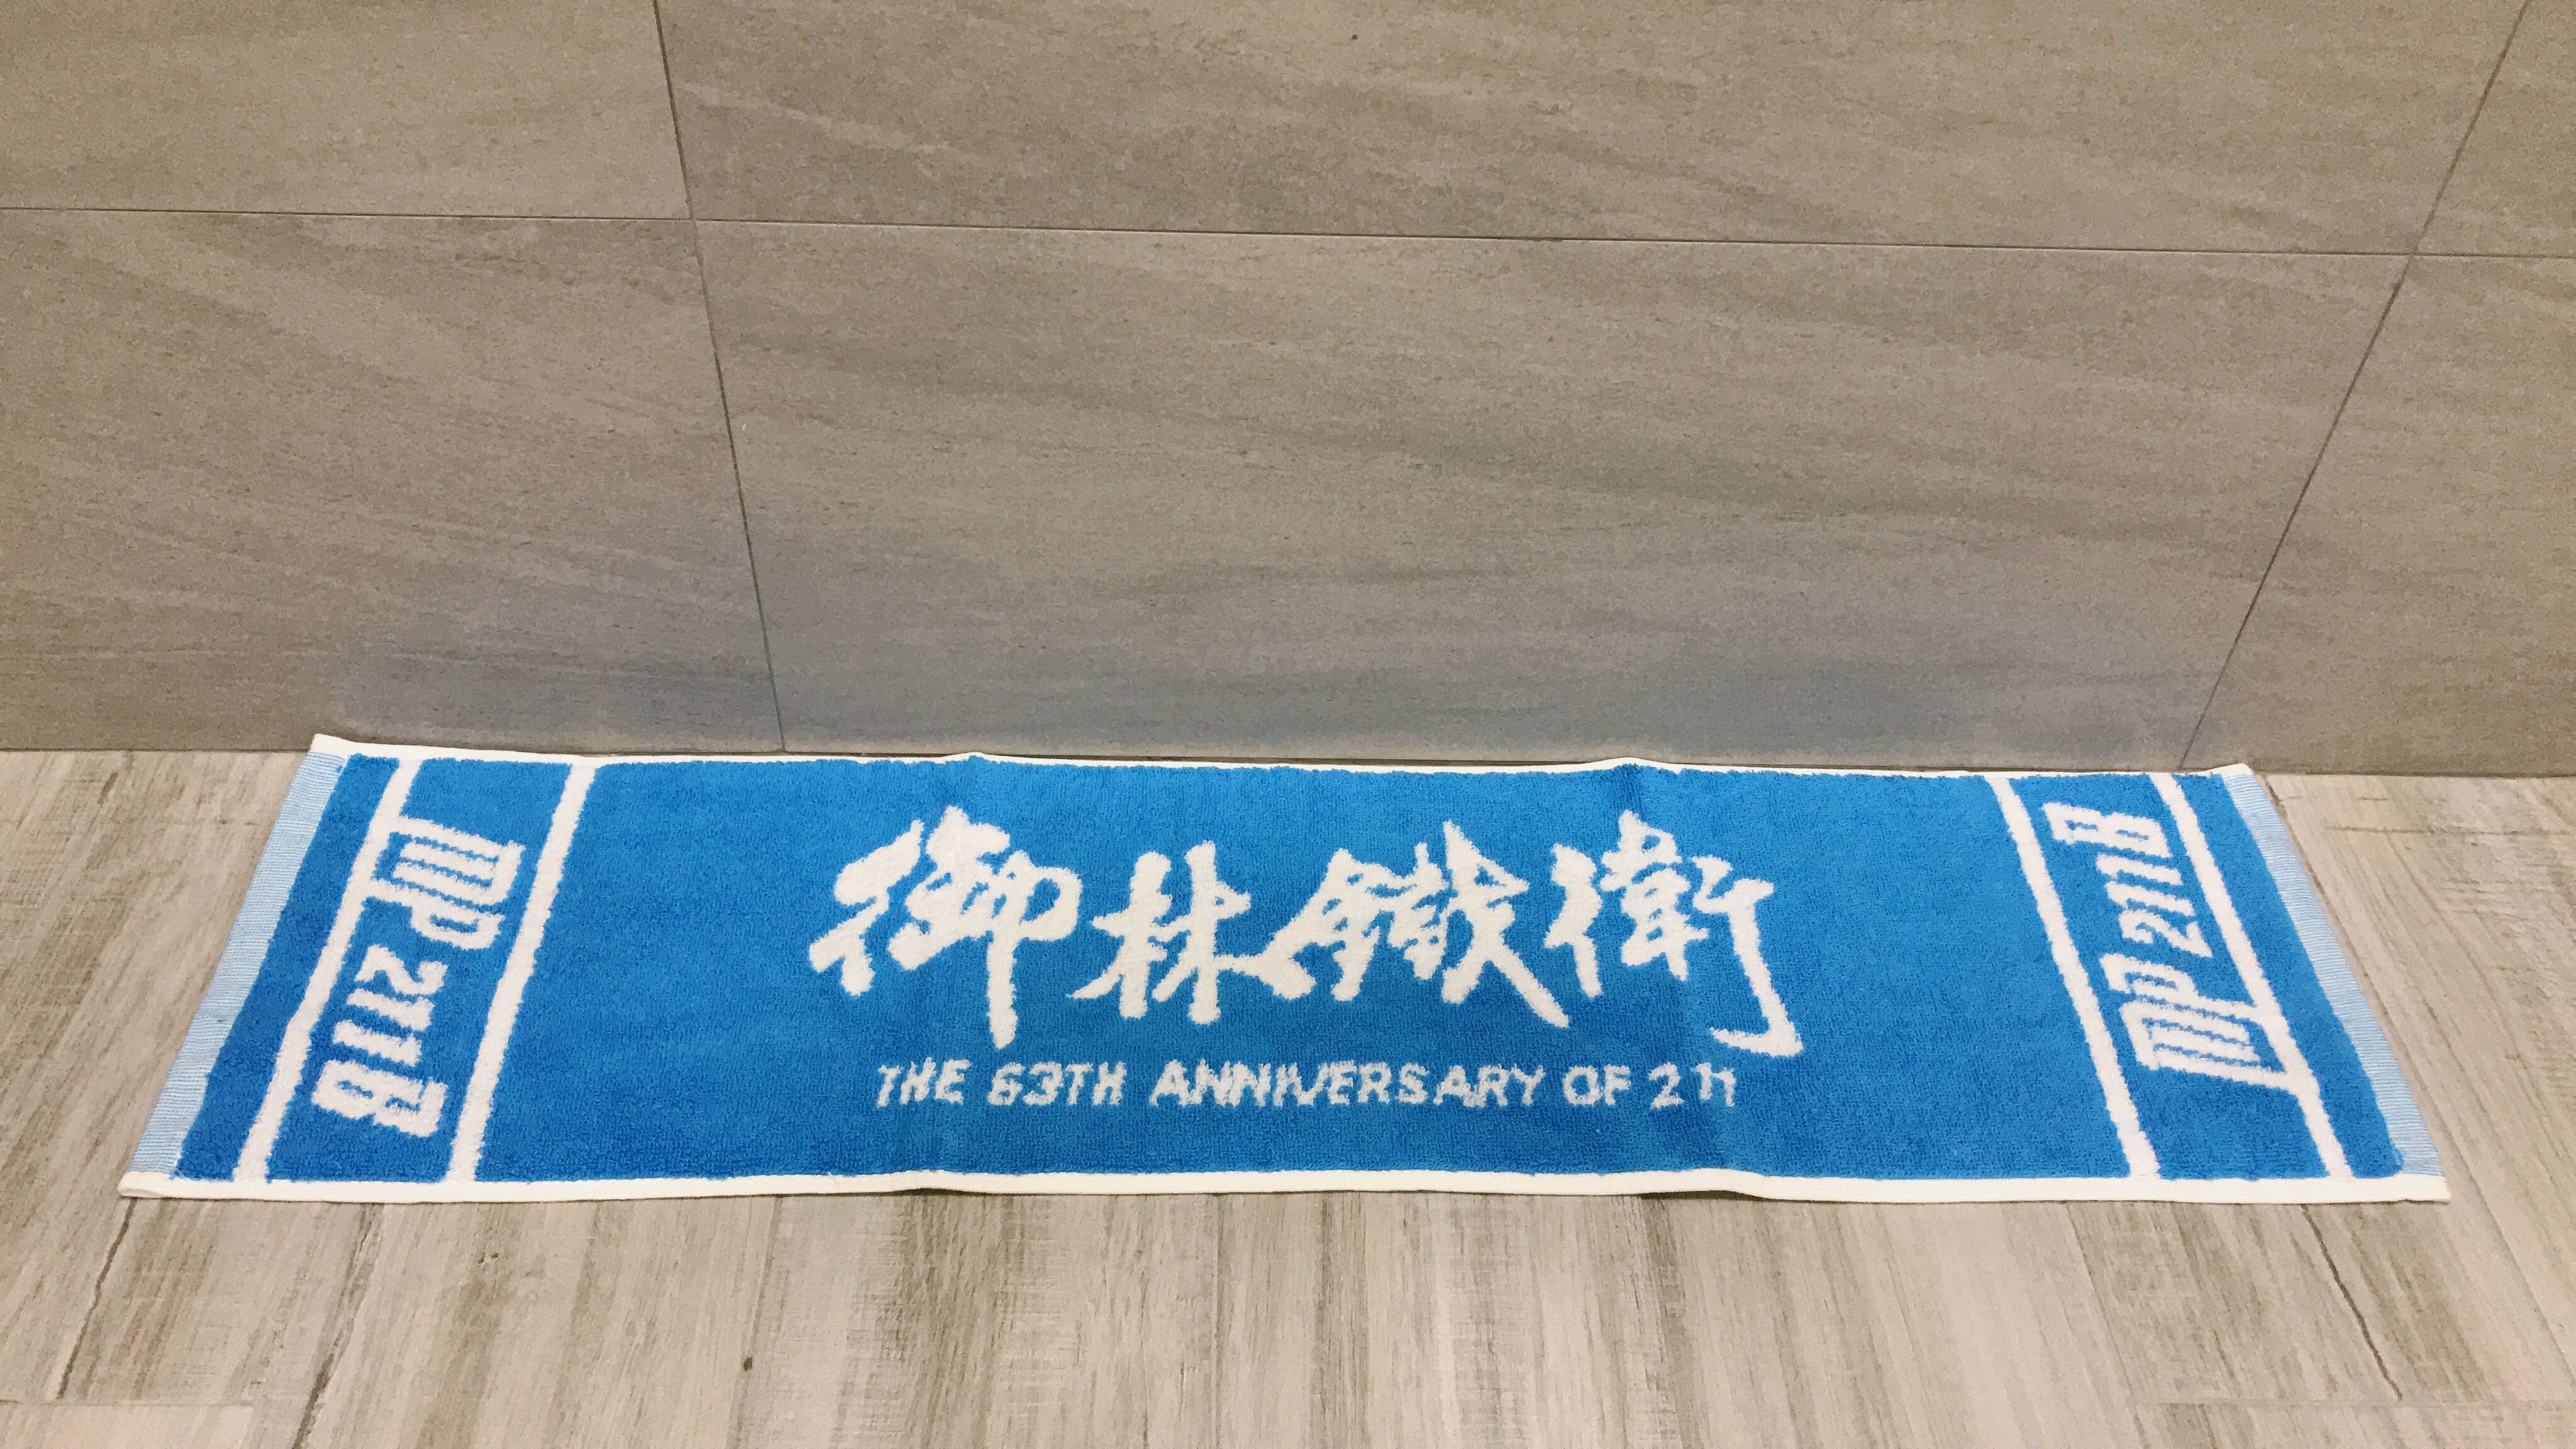 MP 211B
御林鐵衛
THE 63TH ANNIVERSARY OF 211
MP 211B